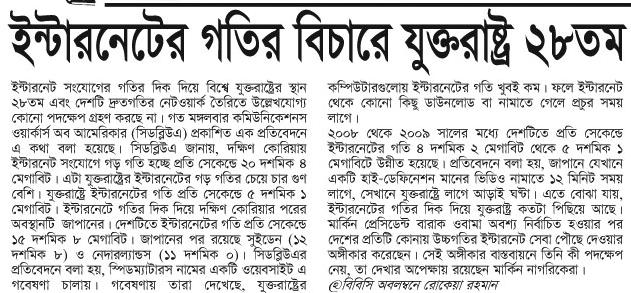 ইন্টারনেটের গতির বিচারে যুক্তরাষ্ট্র ২৮তম
ইন্টারনেট সংযোগের গতির দিক দিয়ে বিশ্বে যুক্তরাষ্ট্রের স্থান
২৮তম এবং দেশটি দ্রুতগতির নেটওয়ার্ক তৈরিতে উল্লেখযোগ্য
কোনো পদক্ষেপ গ্রহণ করছে না। গত মঙ্গলবার কমিউনিকেশনস
ওয়ার্কার্স অব আমেরিকার (সিডব্লিউএ) প্রকাশিত এক প্রতিবেদনে
এ কথা বলা হয়েছে। সিডব্লিউএ জানায়, দক্ষিণ কোরিয়ায়
ইন্টারনেট সংযোগে গড় গতি হচ্ছে প্রতি সেকেন্ডে ২০ দশমিক ৪
মেগাবিট। এটা যুক্তরাষ্ট্রের ইন্টারনেটের গড় গতির চেয়ে চার গুণ
বেশি। যুক্তরাষ্ট্রে ইন্টারনেটের গতি প্রতি সেকেন্ডে ৫ দশমিক ১
মেগাবিট। ইন্টারনেটে গতির দিক দিয়ে দক্ষিণ কোরিয়ার পরের
অবস্থানটি জাপানের। দেশটিতে ইন্টারনেটের গতি প্রতি সেকেন্ডে
১৫ দশমিক ৮ মেগাবিট। জাপানের পর রয়েছে সুইডেন (১২
দশমিক ৮) ও নেদারল্যান্ডস (১১ দশমিক ০)। সিডব্লিউএর
প্রতিবেদনে বলা হয়, স্পিডম্যাটারস নামের একটি ওয়েবসাইট এ
গবেষণা চালায়। গবেষণায় তারা দেখেছে, যুক্তরাষ্ট্রের
কম্পিউটারগুলোয় ইন্টারনেটের গতি খুবই কম। ফলে ইন্টারনেট
থেকে কোনো কিছু ডাউনলোড বা নামাতে গেলে প্রচুর সময়
লাগে।
২০০৮ থেকে ২০০৯ সালের মধ্যে দেশটিতে প্রতি সেকেন্ডে
ইন্টারনেটের গতি ৪ দশমিক ২ মেগাবিট থেকে ৫ দশমিক ১
মেগাবিটে উন্নীত হয়েছে। প্রতিবেদনে বলা হয়, জাপানে যেখানে
একটি হাই-ডেফিনেশন মানের ভিডিও নামাতে ১২ মিনিট সময়
লাগে, সেখানে যুক্তরাষ্ট্রে লাগে আড়াই ঘণ্টা। এতে বোঝা যায়,
ইন্টারনেটের গতির দিক দিয়ে যুক্তরাষ্ট্র কতটা পিছিয়ে আছে।
মার্কিন প্রেসিডেন্ট বারাক ওবামা অবশ্য নির্বাচিত হওয়ার পর
দেশের প্রতিটি কোনায় উচ্চগতির ইন্টারনেট সেবা পৌছে দেওয়ার
অঙ্গীকার করেছেন। সেই অঙ্গীকার বাস্তবায়নে তিনি কী পদক্ষেপ
নেয়, তা দেখার অপেক্ষায় রয়েছেন মার্কিন নাগরিকেরা।
বিবিসি অবলম্বনে রোকেয়া রহমান